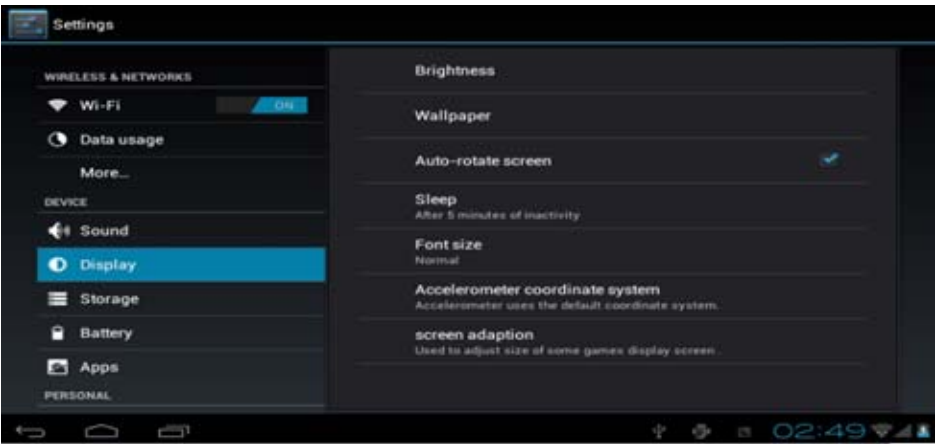 Settings
WIRELESS & NETWORKS
Wi-Fi ON
Data usage
More...
DEVICE
Sound
Display
Storage
Battery
Apps
PERSONAL
Brightness
Wallpaper
Auto-rotate screen
Sleep
After 5 minutes of inactivity
Font size
Normal
Accelerometer coordinate system
Accelerometer uses the default coordinate system.
screen adaption
Used to adjust size of some games display screen.
02:49